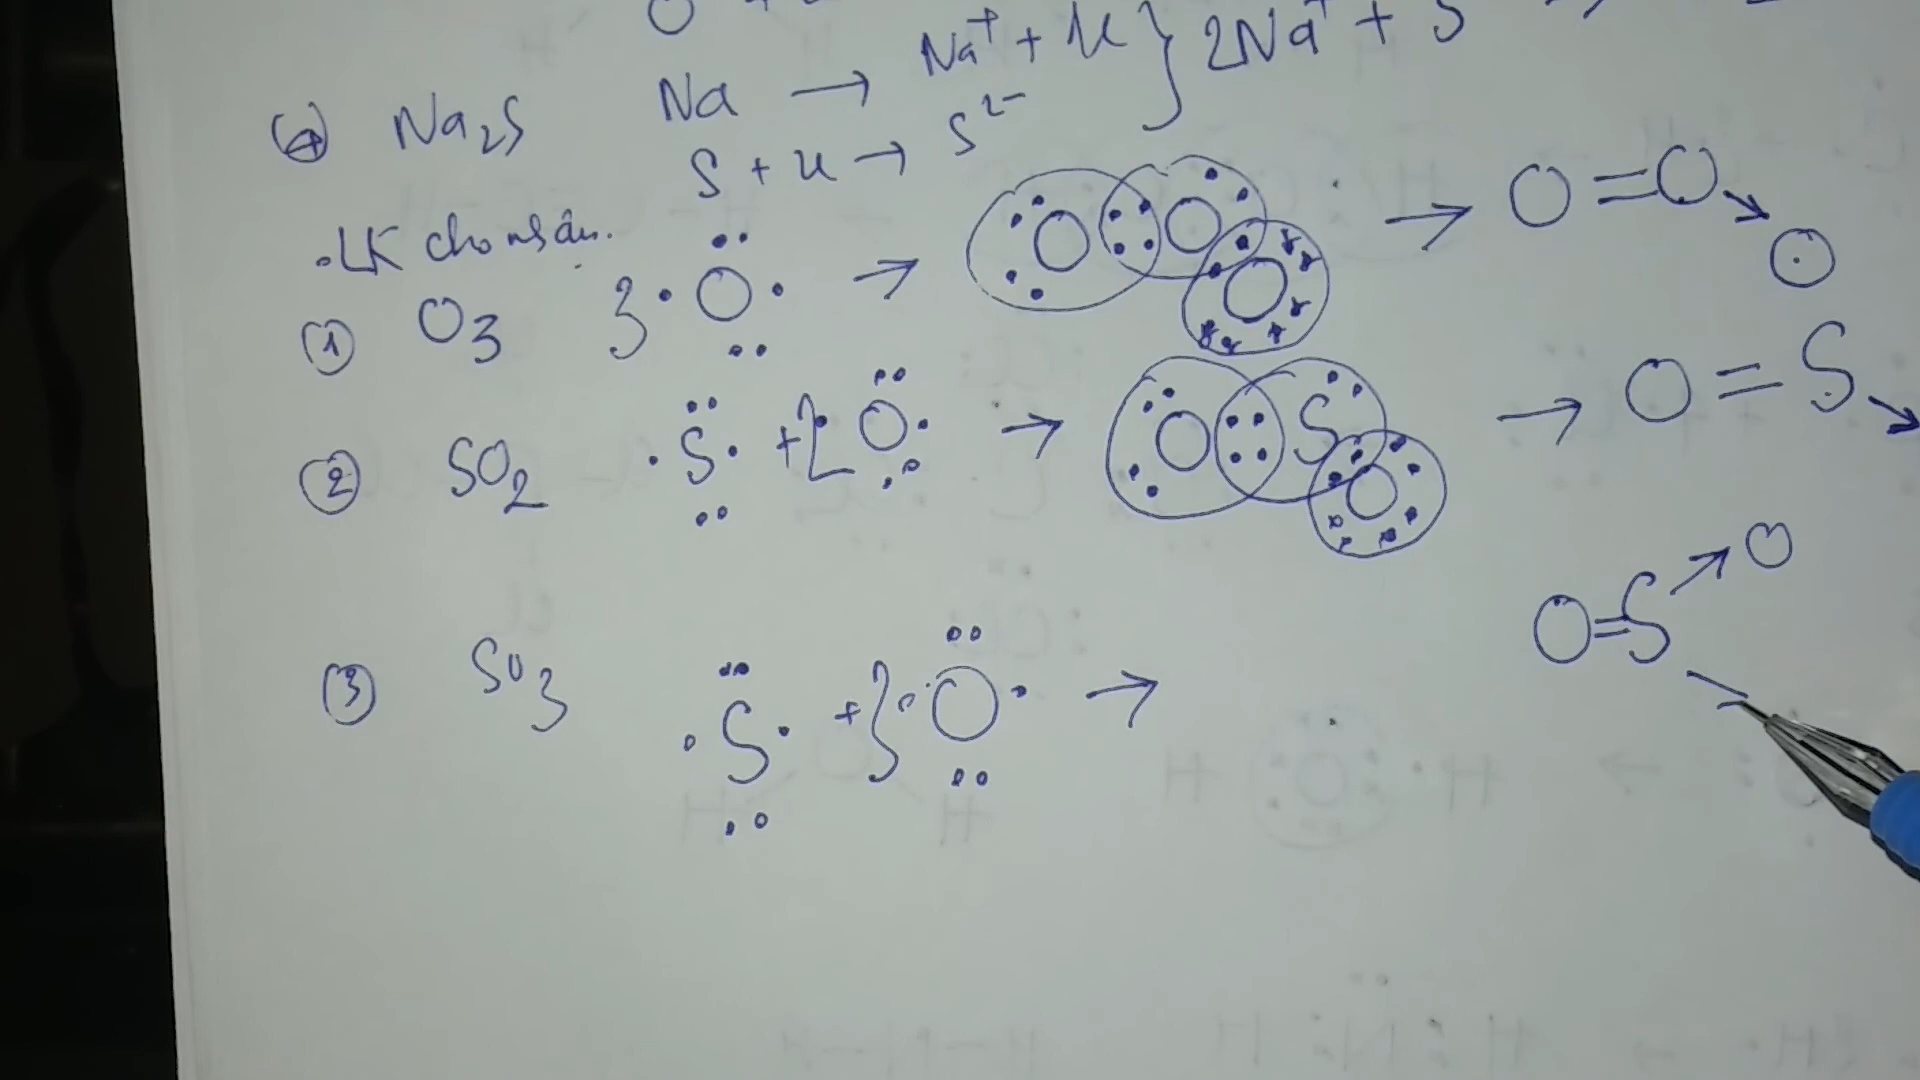 ④ Na₂S Na → Na⁺ + 1e } 2Na⁺ + S
S + 2e → S²⁻
. LK cho nhận.
① O₃ 3 O → O O O → O = O → O
② SO₂ S + 2 O → O S O → O = S →
③ SO₃ S + 3 O → O = S → O